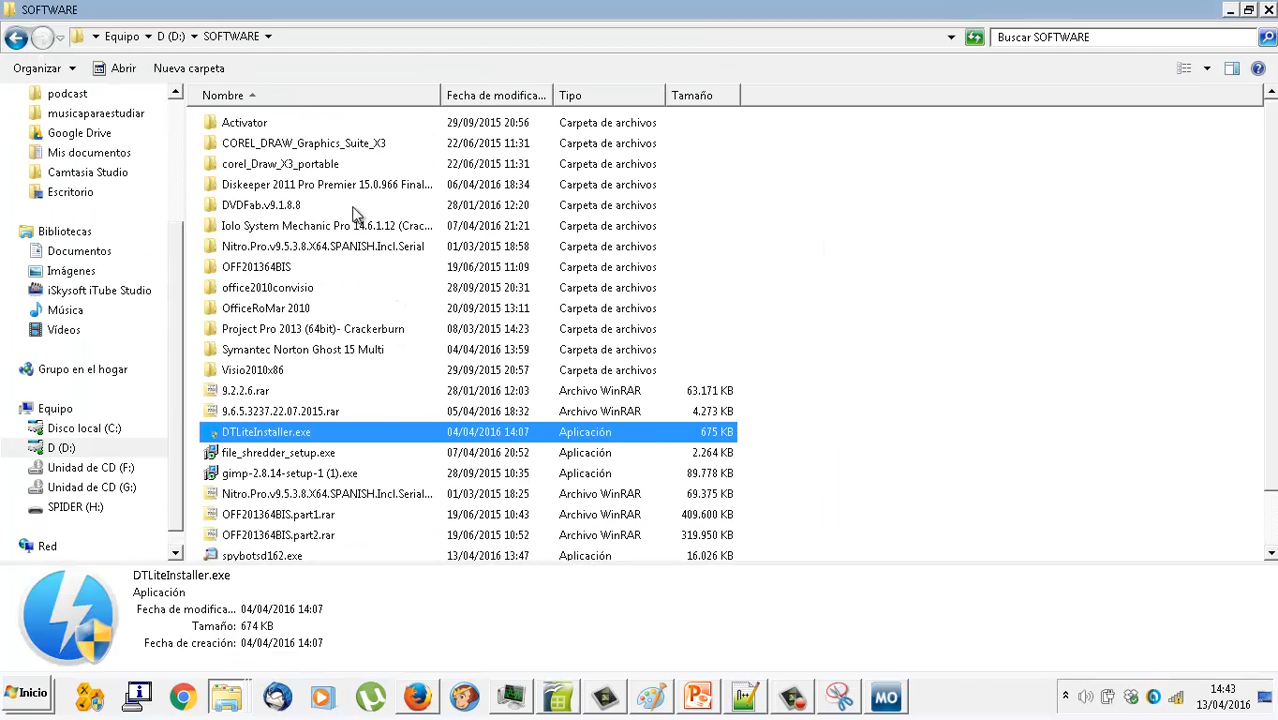 SOFTWARE
Equipo D (D:) SOFTWARE
Buscar SOFTWARE
Organizar Abrir Nueva carpeta
podcast
musicaparaestudiar
Google Drive
Mis documentos
Camtasia Studio
Escritorio
Bibliotecas
Documentos
Imágenes
iSkysoft iTube Studio
Música
Vídeos
Grupo en el hogar
Equipo
Disco local (C:)
D (D:)
Unidad de CD (F:)
Unidad de CD (G:)
SPIDER (H:)
Red
Nombre Fecha de modifica... Tipo Tamaño
Activator 29/09/2015 20:56 Carpeta de archivos
COREL_DRAW_Graphics_Suite_X3 22/06/2015 11:31 Carpeta de archivos
corel_Draw_X3_portable 22/06/2015 11:31 Carpeta de archivos
Diskeeper 2011 Pro Premier 15.0.966 Final... 06/04/2016 18:34 Carpeta de archivos
DVDFab.v9.1.8.8 28/01/2016 12:20 Carpeta de archivos
Iolo System Mechanic Pro 14.6.1.12 (Crac... 07/04/2016 21:21 Carpeta de archivos
Nitro.Pro.v9.5.3.8.X64.SPANISH.Incl.Serial 01/03/2015 18:58 Carpeta de archivos
OFF201364BIS 19/06/2015 11:09 Carpeta de archivos
office2010convisio 28/09/2015 20:31 Carpeta de archivos
OfficeRoMar 2010 20/09/2015 13:11 Carpeta de archivos
Project Pro 2013 (64bit)- Crackerburn 08/03/2015 14:23 Carpeta de archivos
Symantec Norton Ghost 15 Multi 04/04/2016 13:59 Carpeta de archivos
Visio2010x86 29/09/2015 20:57 Carpeta de archivos
9.2.2.6.rar 28/01/2016 12:03 Archivo WinRAR 63.171 KB
9.6.5.3237.22.07.2015.rar 05/04/2016 18:32 Archivo WinRAR 4.273 KB
DTLiteInstaller.exe 04/04/2016 14:07 Aplicación 675 KB
file_shredder_setup.exe 07/04/2016 20:52 Aplicación 2.264 KB
gimp-2.8.14-setup-1 (1).exe 28/09/2015 10:35 Aplicación 89.778 KB
Nitro.Pro.v9.5.3.8.X64.SPANISH.Incl.Serial... 01/03/2015 18:25 Archivo WinRAR 69.375 KB
OFF201364BIS.part1.rar 19/06/2015 10:43 Archivo WinRAR 409.600 KB
OFF201364BIS.part2.rar 19/06/2015 10:52 Archivo WinRAR 319.950 KB
spybotsd162.exe 13/04/2016 13:47 Aplicación 16.026 KB
DTLiteInstaller.exe
Aplicación
Fecha de modifica... 04/04/2016 14:07
Tamaño: 674 KB
Fecha de creación: 04/04/2016 14:07
Inicio
MO
14:43
13/04/2016